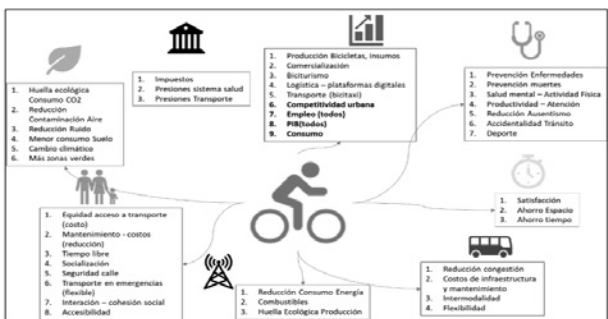 1. Huella ecológica
Consumo CO2
2. Reducción
Contaminación Aire
3. Reducción Ruido
4. Menor consumo Suelo
5. Cambio climático
6. Más zonas verdes
1. Impuestos
2. Presiones sistema salud
3. Presiones Transporte
1. Producción Bicicletas, insumos
2. Comercialización
3. Biciturismo
4. Logística – plataformas digitales
5. Transporte (bicitaxi)
6. Competitividad urbana
7. Empleo (todos)
8. PIB(todos)
9. Consumo
1. Prevención Enfermedades
2. Prevención muertes
3. Salud mental – Actividad Física
4. Productividad – Atención
5. Reducción Ausentismo
6. Accidentalidad Tránsito
7. Deporte
1. Equidad acceso a transporte
(costo)
2. Mantenimiento - costos
(reducción)
3. Tiempo libre
4. Socialización
5. Seguridad calle
6. Transporte en emergencias
(flexible)
7. Interación – cohesión social
8. Accesibilidad
1. Reducción Consumo Energía
2. Combustibles
3. Huella Ecológica Producción
1. Satisfacción
2. Ahorro Espacio
3. Ahorro tiempo
1. Reducción congestión
2. Costos de infraestructura
y mantenimiento
3. Intermodalidad
4. Flexibilidad